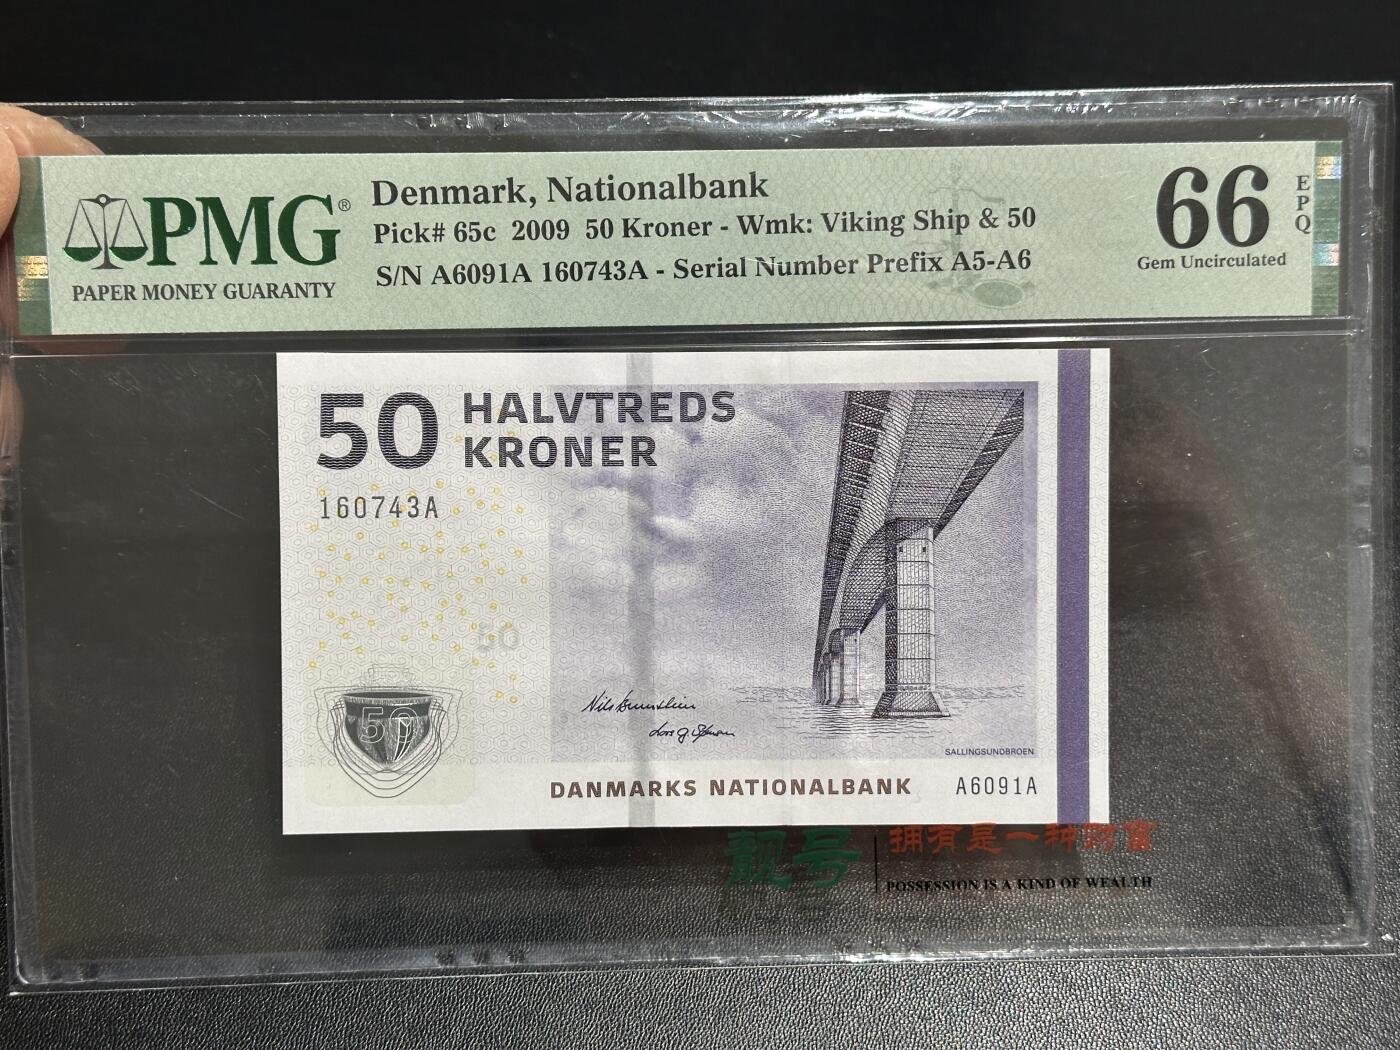 PMG®
PAPER MONEY GUARANTY
Denmark, Nationalbank
Pick# 65c 2009 50 Kroner - Wmk: Viking Ship & 50
S/N A6091A 160743A - Serial Number Prefix A5-A6
66
EPQ
Gem Uncirculated
50 HALVTREDS
KRONER
160743A
50
50
SALLINGSUNDBROEN
DANMARKS NATIONALBANK
A6091A
靓号
拥有是一种财富
POSSESSION IS A KIND OF WEALTH